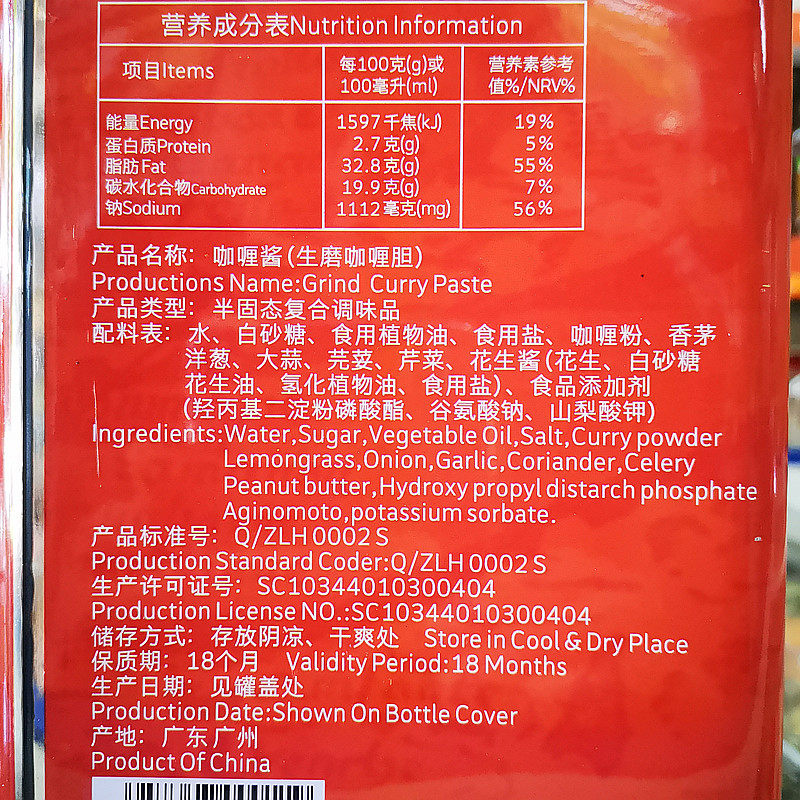 营养成分表Nutrition Information
项目Items 每100克(g)或100毫升(ml) 营养素参考值%/NRV%
能量Energy 1597千焦(kJ) 19%
蛋白质Protein 2.7克(g) 5%
脂肪Fat 32.8克(g) 55%
碳水化合物Carbohydrate 19.9克(g) 7%
钠Sodium 1112毫克(mg) 56%
产品名称：咖喱酱(生磨咖喱胆)
Productions Name:Grind Curry Paste
产品类型：半固态复合调味品
配料表：水、白砂糖、食用植物油、食用盐、咖喱粉、香茅
洋葱、大蒜、芫荽、芹菜、花生酱(花生、白砂糖
花生油、氢化植物油、食用盐)、食品添加剂
(羟丙基二淀粉磷酸酯、谷氨酸钠、山梨酸钾)
Ingredients:Water,Sugar,Vegetable Oil,Salt,Curry powder
Lemongrass,Onion,Garlic,Coriander,Celery
Peanut butter,Hydroxy propyl distarch phosphate
Aginomoto,potassium sorbate.
产品标准号：Q/ZLH 0002 S
Production Standard Coder:Q/ZLH 0002 S
生产许可证号：SC10344010300404
Production License NO.:SC10344010300404
储存方式：存放阴凉、干爽处 Store in Cool & Dry Place
保质期：18个月 Validity Period:18 Months
生产日期：见罐盖处
Production Date:Shown On Bottle Cover
产地：广东广州
Product Of China